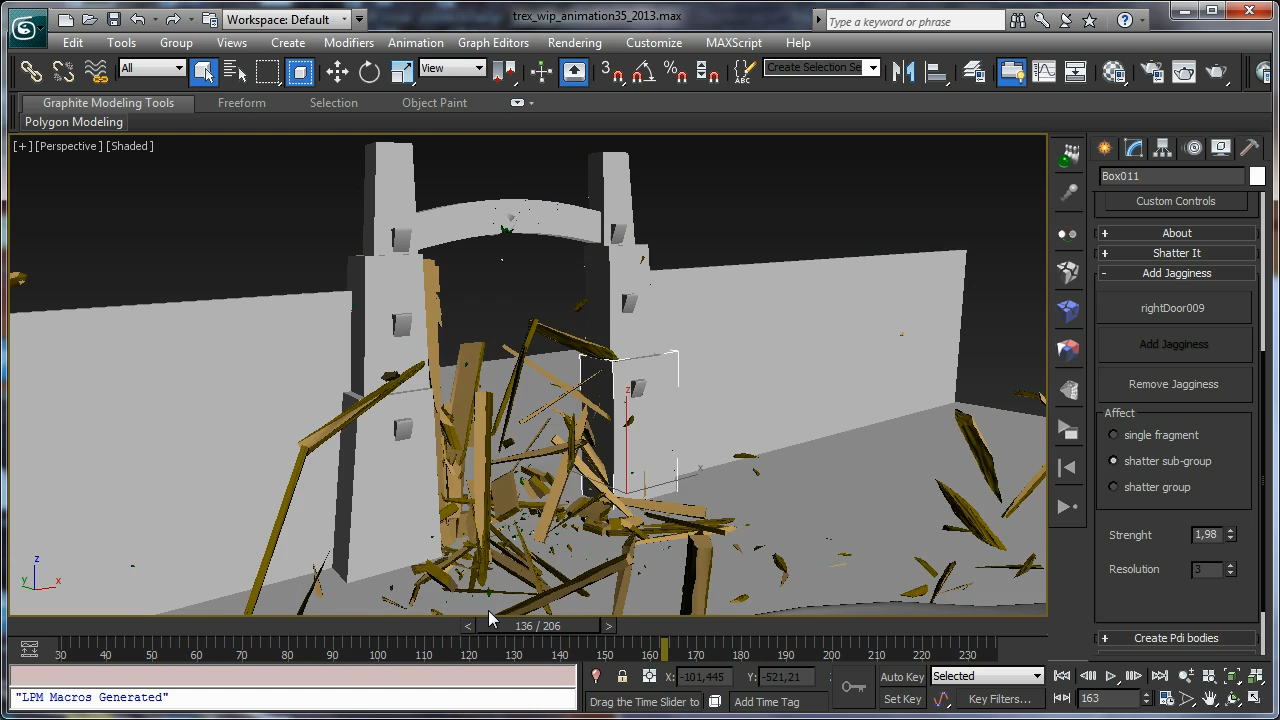 Workspace: Default
trex_wip_animation35_2013.max
Type a keyword or phrase
Edit Tools Group Views Create Modifiers Animation Graph Editors Rendering Customize MAXScript Help
All
View
3
%
ABC
Create Selection Se
Graphite Modeling Tools Freeform Selection Object Paint
Polygon Modeling
[+][Perspective][Shaded]
Box011
Custom Controls
+ About
+ Shatter It
- Add Jagginess
rightDoor009
Add Jagginess
Remove Jagginess
Affect
single fragment
shatter sub-group
shatter group
Strenght 1,98
Resolution 3
+ Create Pdi bodies
z
x
z
y
x
< 136 / 206 >
30 40 50 60 70 80 90 100 110 120 130 140 150 160 170 180 190 200 210 220 230
"LPM Macros Generated"
X: -101,445 Y: -521,21
Auto Key Selected
Drag the Time Slider to
Add Time Tag
Set Key Key Filters...
163